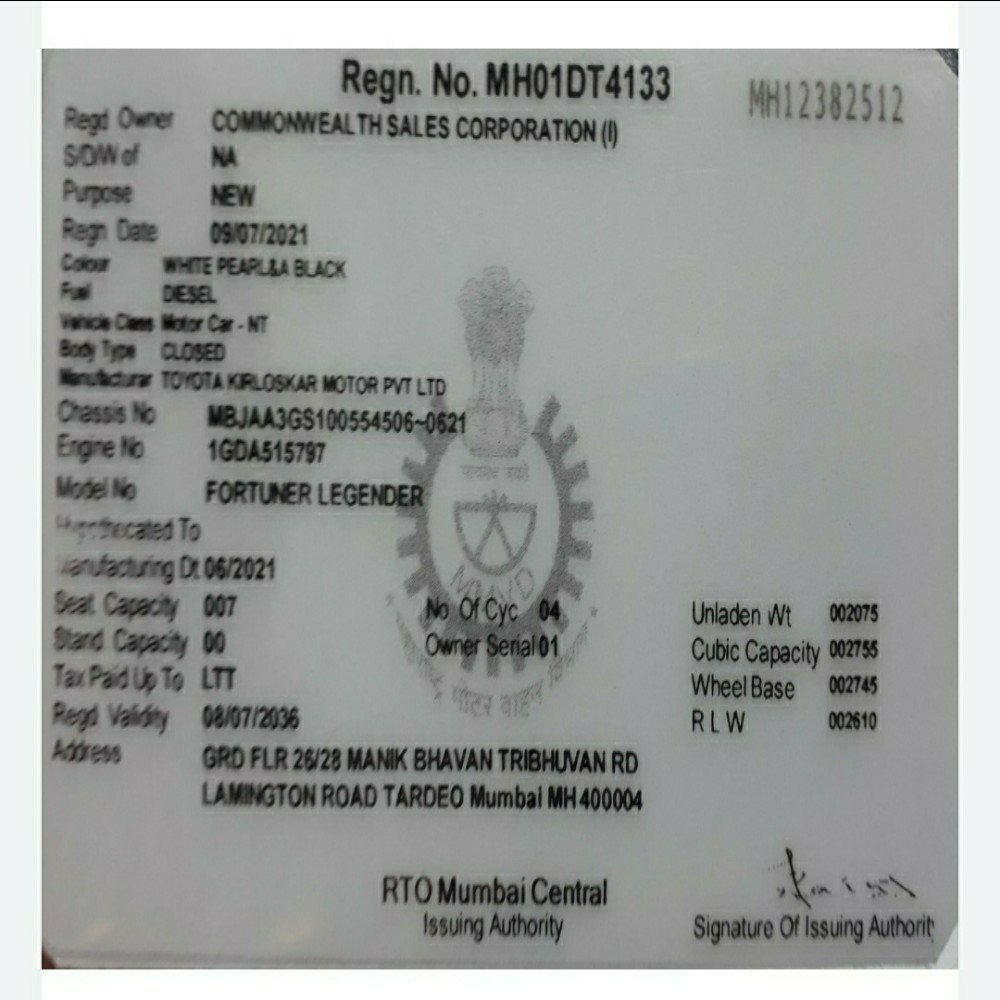 Regn. No. MH01DT4133
MH12382512
Regd Owner COMMONWEALTH SALES CORPORATION (I)
S/D/W of NA
Purpose NEW
Regn Date 09/07/2021
Colour WHITE PEARL&A BLACK
Fuel DIESEL
Vehicle Class Motor Car - NT
Body Type CLOSED
Manufacturar TOYOTA KIRLOSKAR MOTOR PVT LTD
Chassis No MBJAA3GS100554506~0621
Engine No 1GDA515797
Model No FORTUNER LEGENDER
Hypothecated To
Manufacturing Dt 06/2021
Seat Capacity 007 No Of Cyc 04 Unladen Wt 002075
Stand Capacity 00 Owner Serial 01 Cubic Capacity 002755
Tax Paid Up To LTT Wheel Base 002745
Regd Validity 08/07/2036 R L W 002610
मोटर वाहन
Address GRD FLR 26/28 MANIK BHAVAN TRIBHUVAN RD
LAMINGTON ROAD TARDEO Mumbai MH 400004
RTO Mumbai Central
Issuing Authority
Signature Of Issuing Authorit